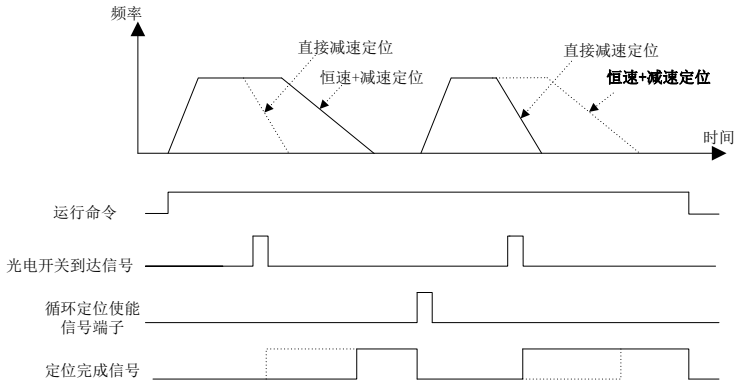 频率
直接减速定位
恒速+减速定位
直接减速定位
恒速+减速定位
时间
运行命令
光电开关到达信号
循环定位使能
信号端子
定位完成信号